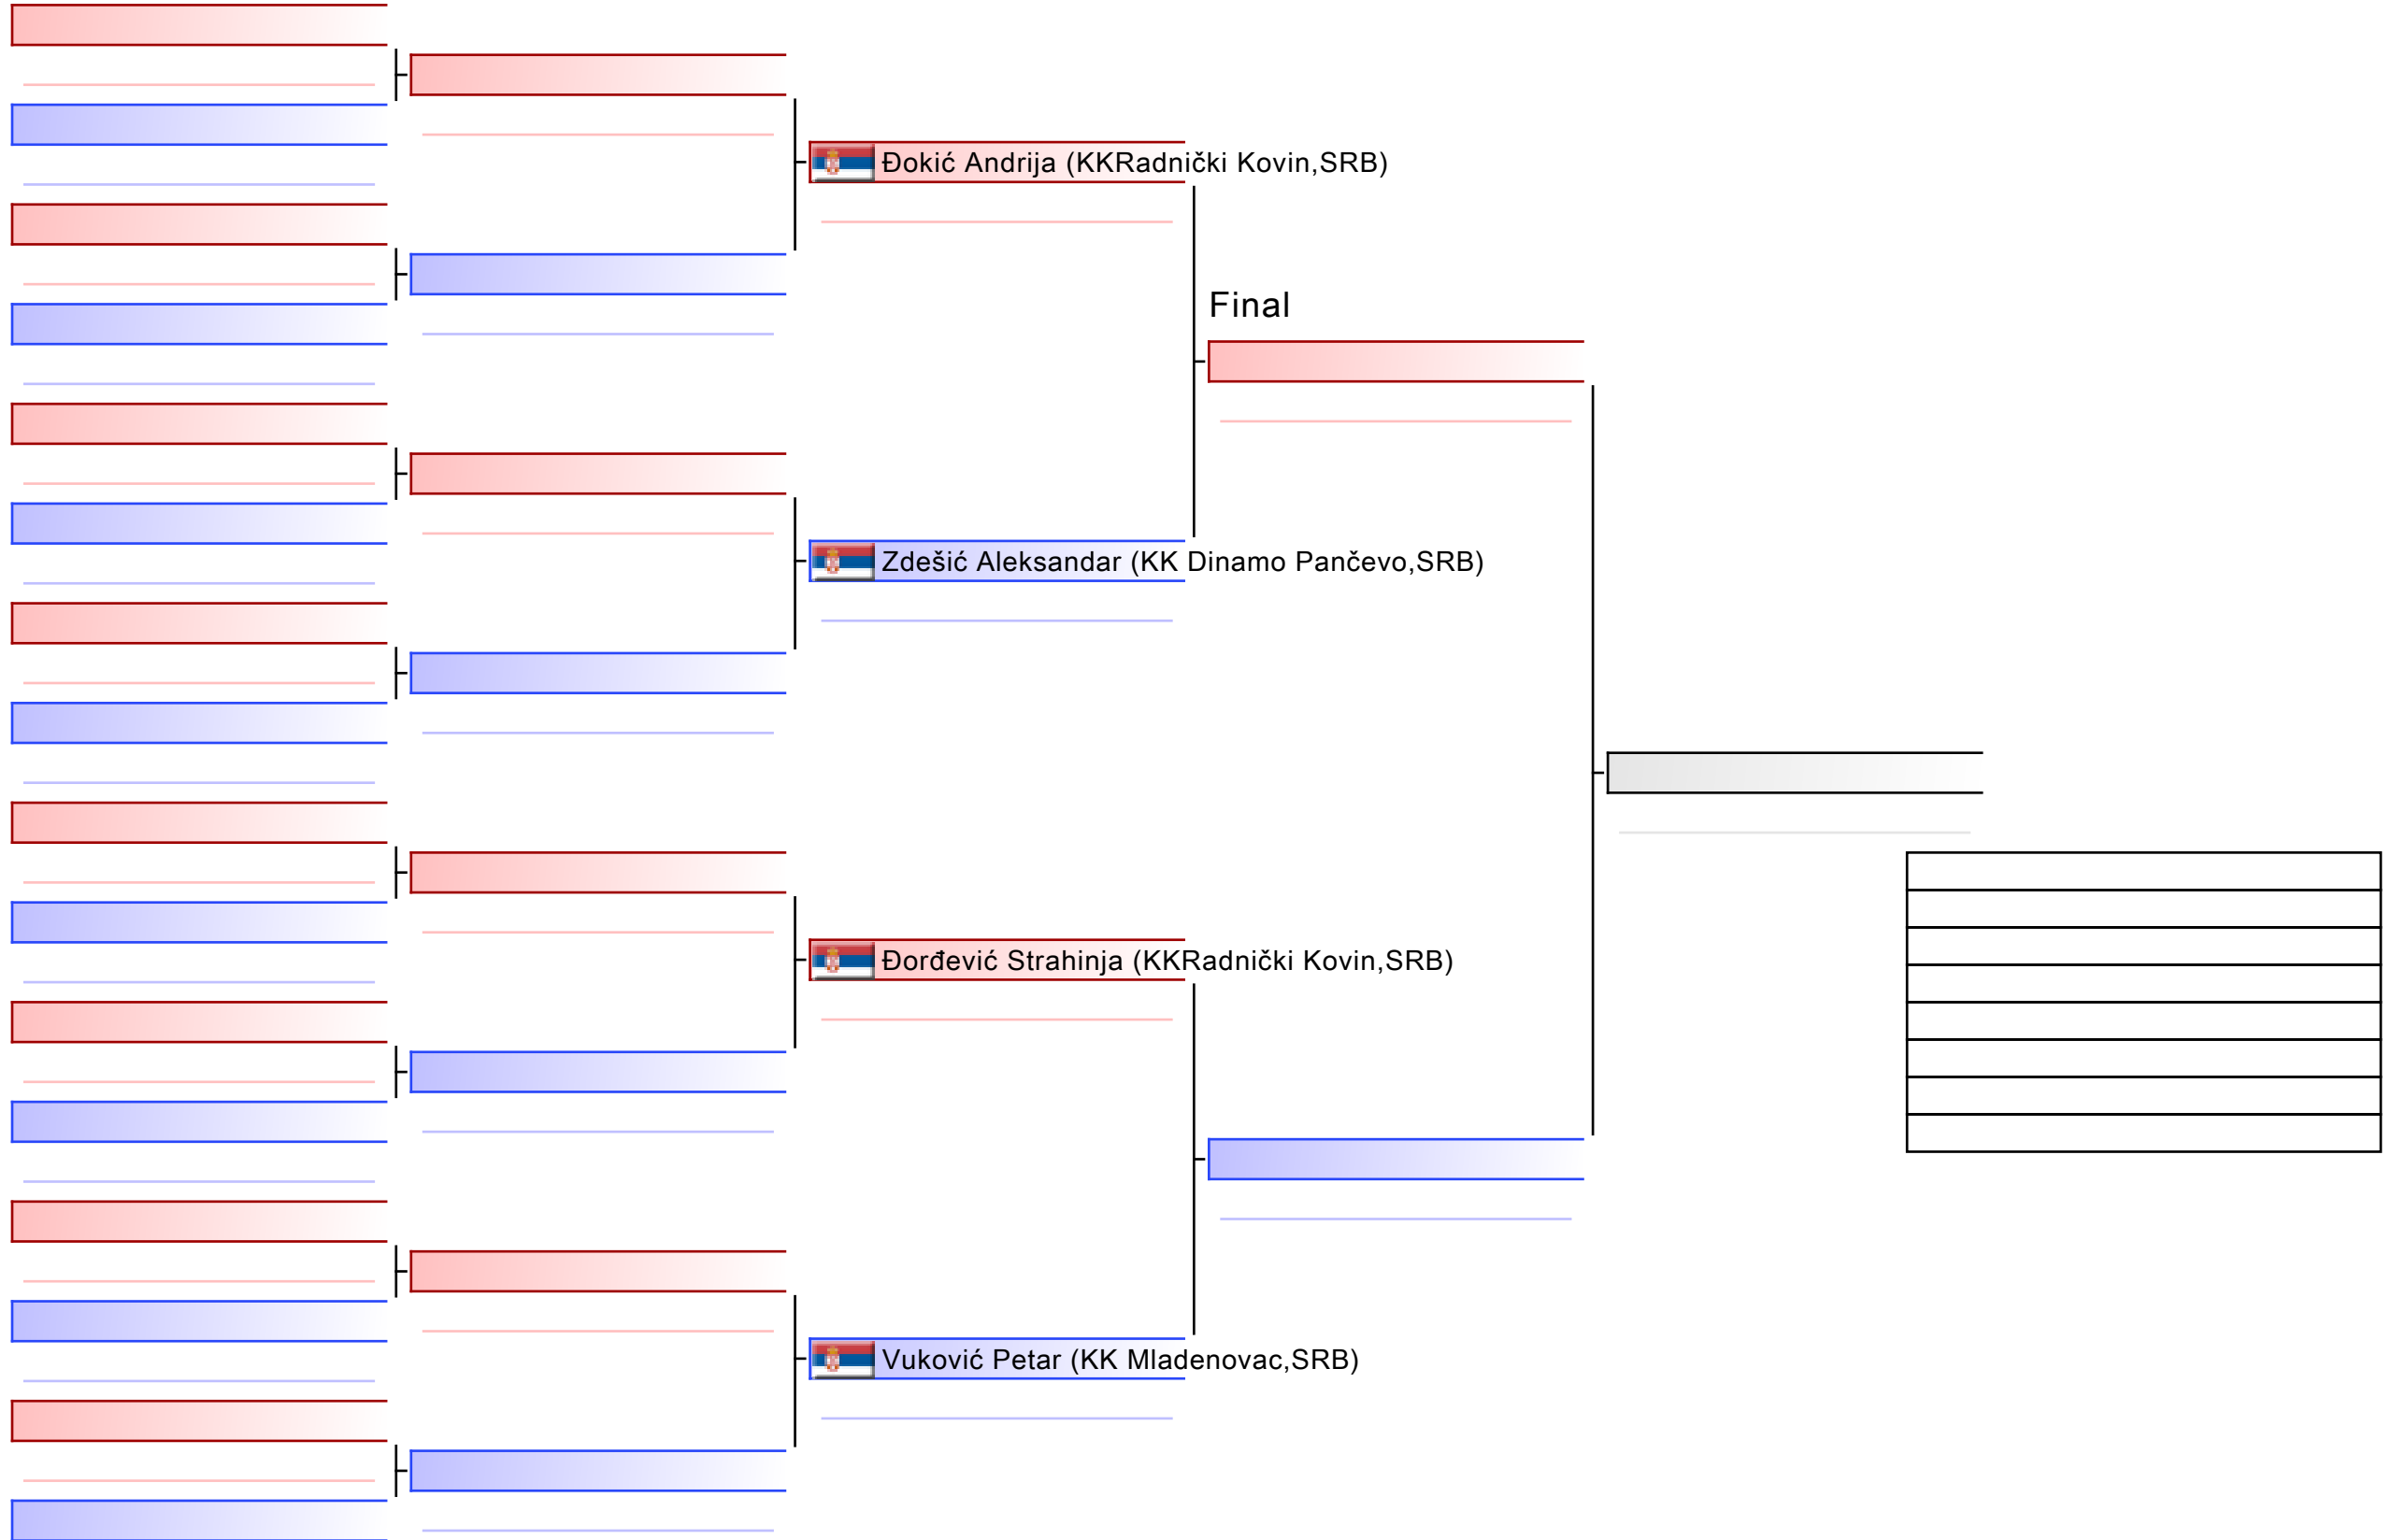 Đokić Andrija (KKRadnički Kovin,SRB)
Final
Zdešić Aleksandar (KK Dinamo Pančevo,SRB)
Đorđević Strahinja (KKRadnički Kovin,SRB)
Vuković Petar (KK Mladenovac,SRB)